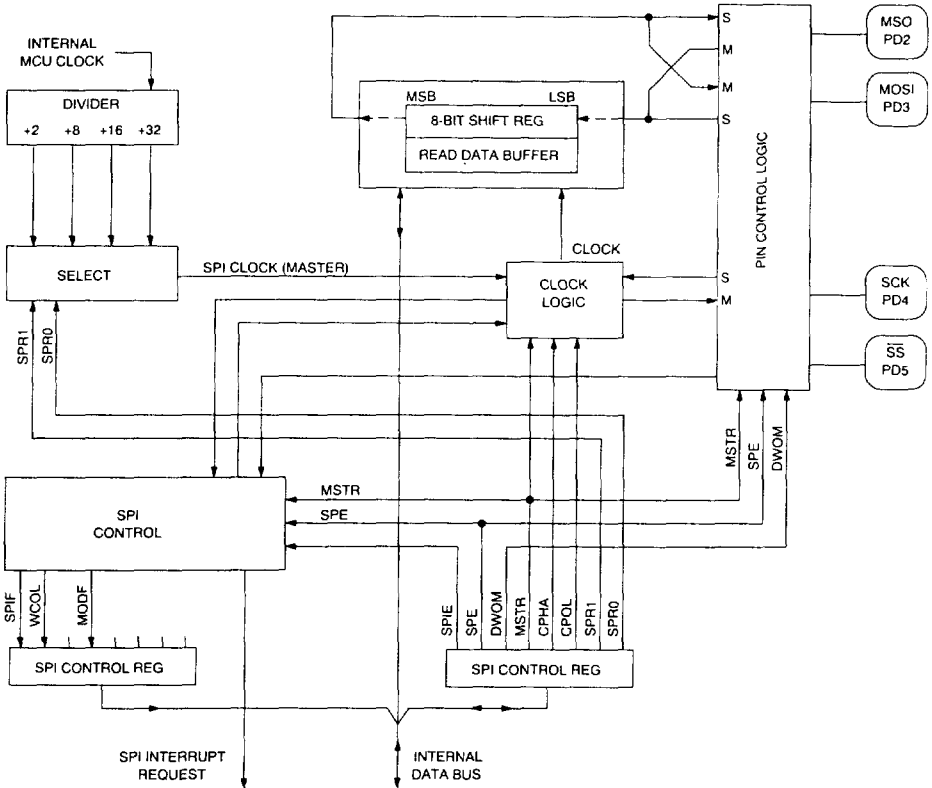 INTERNAL
MCU CLOCK
DIVIDER
+2 +8 +16 +32
SELECT
SPR1
SPR0
MSB LSB
8-BIT SHIFT REG
READ DATA BUFFER
CLOCK
SPI CLOCK (MASTER)
CLOCK
LOGIC
S
M
M
S
S
M
PIN CONTROL LOGIC
MSO
PD2
MOSI
PD3
SCK
PD4
SS
PD5
MSTR
SPE
DWOM
SPI
CONTROL
MSTR
SPE
SPIF
WCOL
MODF
SPI CONTROL REG
SPIE
SPE
DWOM
MSTR
CPHA
CPOL
SPR1
SPR0
SPI CONTROL REG
SPI INTERRUPT
REQUEST
INTERNAL
DATA BUS